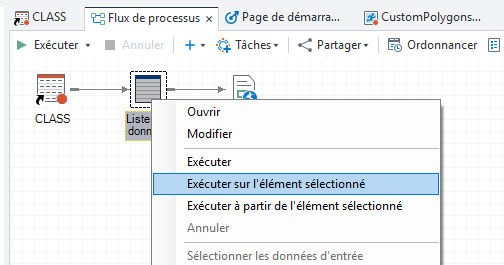 CLASS Flux de processus × Page de démarra... CustomPolygons...
Exécuter Annuler Tâches Partager Ordonnancer
CLASS
Liste
donn
Ouvrir
Modifier
Exécuter
Exécuter sur l'élément sélectionné
Exécuter à partir de l'élément sélectionné
Annuler
Sélectionner les données d'entrée